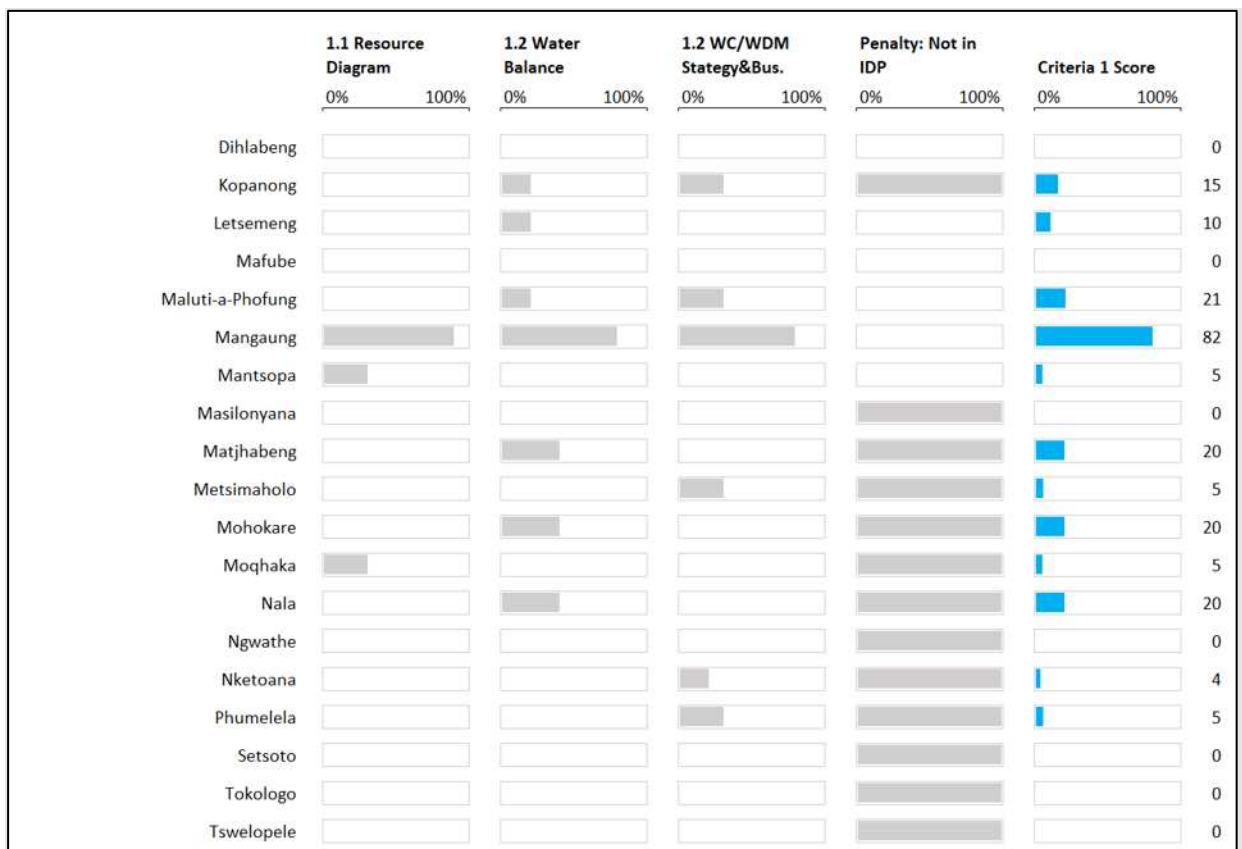 1.1 Resource 1.2 Water 1.2 WC/WDM Penalty: Not in
Diagram Balance Stategy&Bus. IDP Criteria 1 Score
0% 100% 0% 100% 0% 100% 0% 100% 0% 100%
Dihlabeng 0
Kopanong 15
Letsemeng 10
Mafube 0
Maluti-a-Phofung 21
Mangaung 82
Mantsopa 5
Masilonyana 0
Matjhabeng 20
Metsimaholo 5
Mohokare 20
Moqhaka 5
Nala 20
Ngwathe 0
Nketoana 4
Phumelela 5
Setsoto 0
Tokologo 0
Tswelopele 0